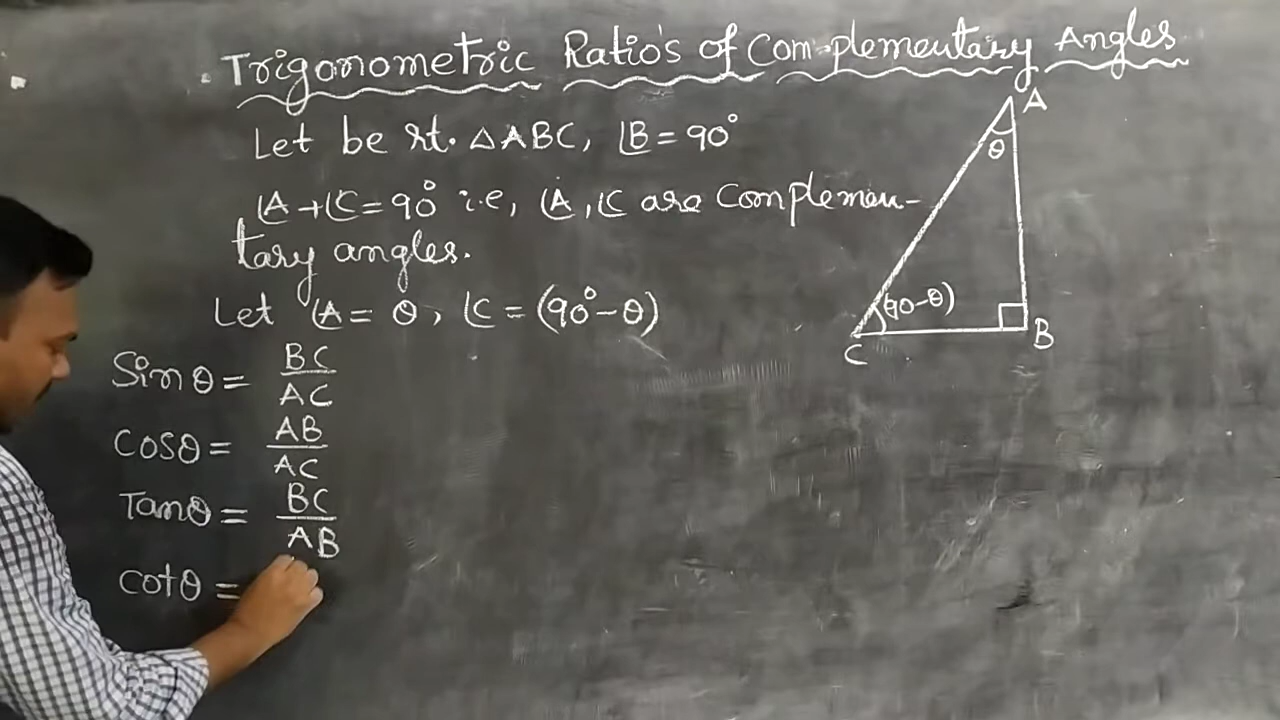 Trigonometric Ratio's of Complementary Angles
Let be rt. △ABC, ∠B = 90°
∠A + ∠C = 90° i.e, ∠A, ∠C are Complemen-
tary angles.
Let ∠A = θ, ∠C = (90° - θ)
Sin θ = BC/AC
Cosθ = AB/AC
Tanθ = BC/AB
cotθ =
A
θ
(90-θ)
C
B